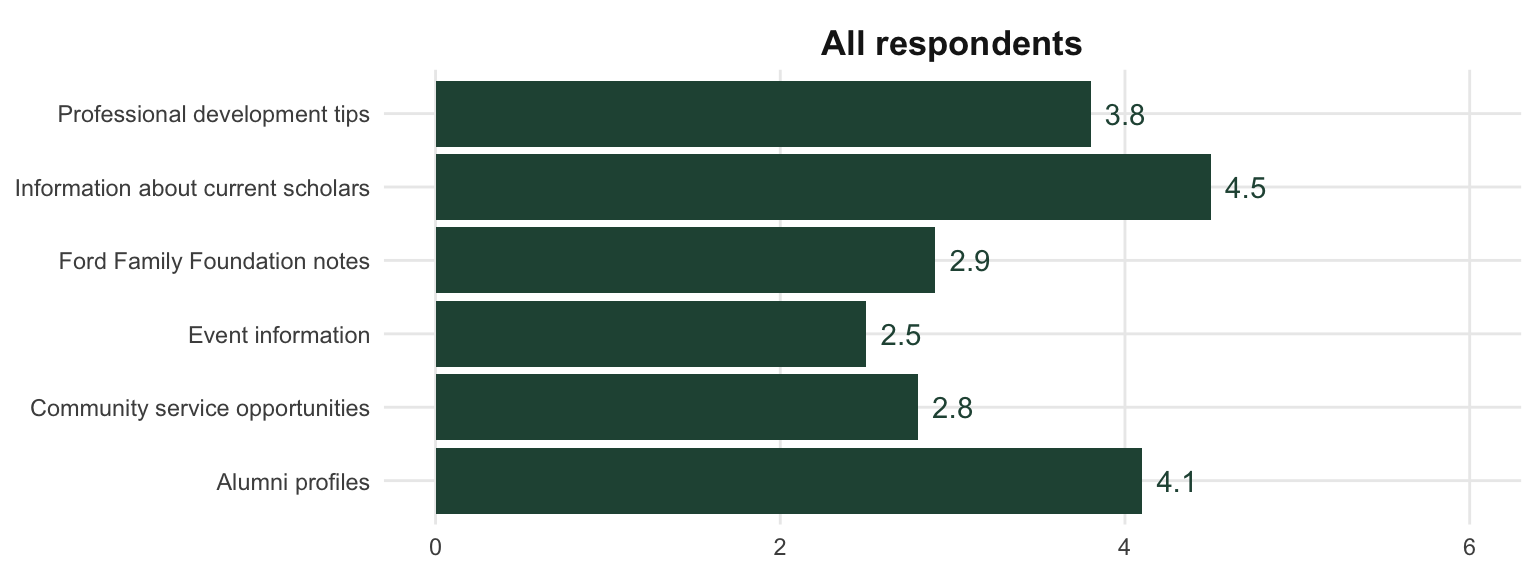 All respondents
Professional development tips 3.8
Information about current scholars 4.5
Ford Family Foundation notes 2.9
Event information 2.5
Community service opportunities 2.8
Alumni profiles 4.1
0 2 4 6